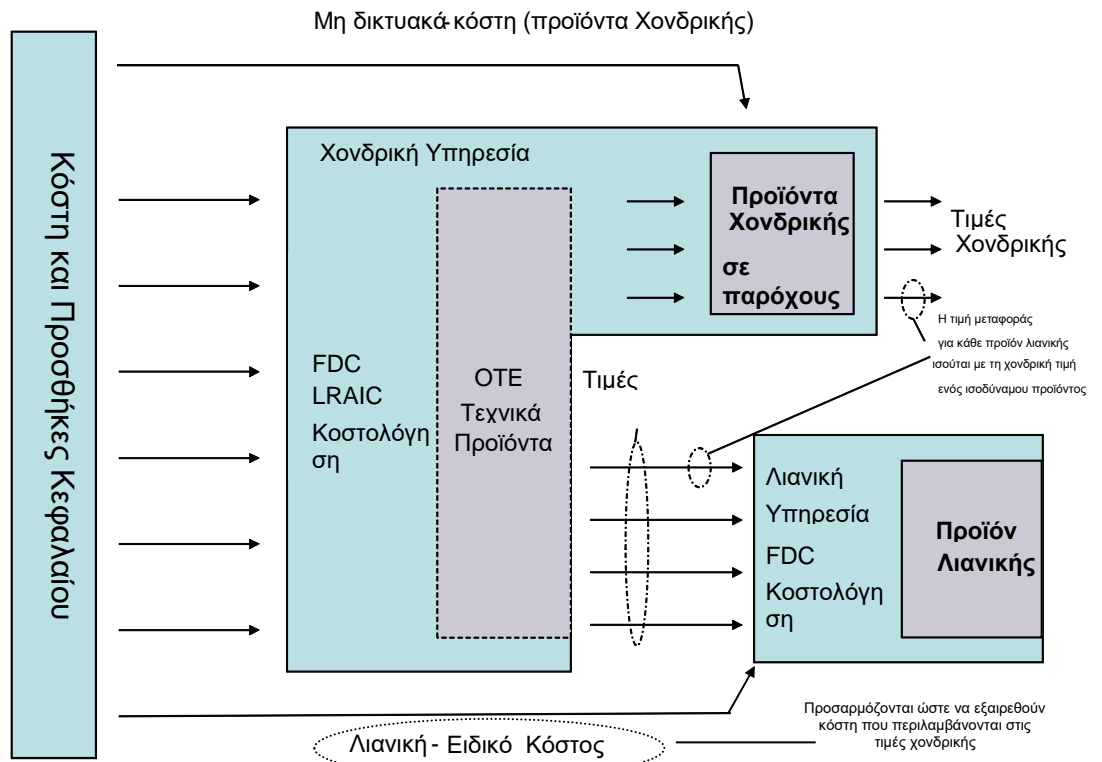 Μη δικτυακά-κόστη (προϊόντα Χονδρικής)
Κόστη και Προσθήκες Κεφαλαίου
Χονδρική Υπηρεσία
FDC
LRAIC
Κοστολόγη
ση
ΟΤΕ
Τεχνικά
Προϊόντα
Προϊόντα
Χονδρικής
σε
παρόχους
Τιμές
Χονδρικής
Η τιμή μεταφοράς
για κάθε προϊόν λιανικής
ισούται με τη χονδρική τιμή
ενός ισοδύναμου προϊόντος
Τιμές
Λιανική
Υπηρεσία
FDC
Κοστολόγη
ση
Προϊόν
Λιανικής
Λιανική - Ειδικό Κόστος
Προσαρμόζονται ώστε να εξαιρεθούν
κόστη που περιλαμβάνονται στις
τιμές χονδρικής